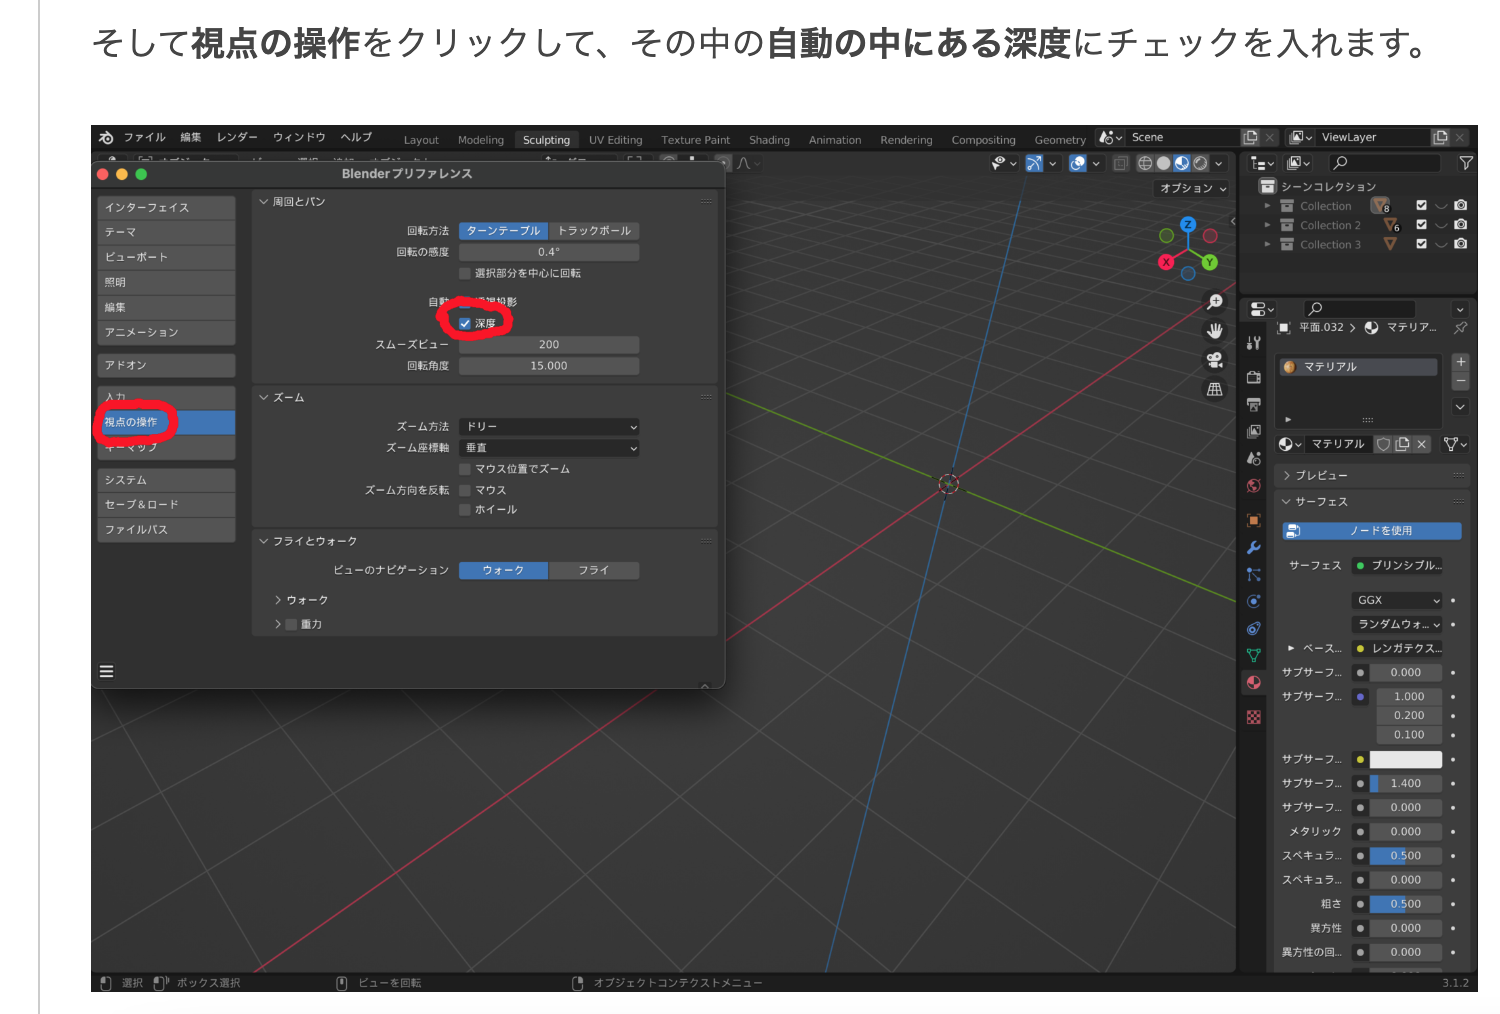 そして視点の操作をクリックして、その中の自動の中にある深度にチェックを入れます。
ファイル 編集 レンダー ウィンドウ ヘルプ Layout Modeling Sculpting UV Editing Texture Paint Shading Animation Rendering Compositing Geometry Scene ViewLayer
Blenderプリファレンス
オプション
インターフェイス
テーマ
ビューポート
照明
編集
アニメーション
アドオン
入力
視点の操作
キーマップ
システム
セーブ＆ロード
ファイルパス
周回とパン
回転方法 ターンテーブル トラックボール
回転の感度 0.4°
選択部分を中心に回転
自動 透視投影
深度
スムーズビュー 200
回転角度 15.000
ズーム
ズーム方法 ドリー
ズーム座標軸 垂直
マウス位置でズーム
ズーム方向を反転 マウス
ホイール
フライとウォーク
ビューのナビゲーション ウォーク フライ
ウォーク
重力
Z
X
Y
シーンコレクション
Collection 8
Collection 2 6
Collection 3
平面.032 マテリア...
マテリアル
マテリアル
プレビュー
サーフェス
ノードを使用
サーフェス プリンシプル...
GGX
ランダムウォ...
ベース... レンガテクス...
サブサーフ... 0.000
サブサーフ... 1.000
0.200
0.100
サブサーフ...
サブサーフ... 1.400
サブサーフ... 0.000
メタリック 0.000
スペキュラ... 0.500
スペキュラ... 0.000
粗さ 0.500
異方性 0.000
異方性の回... 0.000
選択 ボックス選択 ビューを回転 オブジェクトコンテクストメニュー 3.1.2